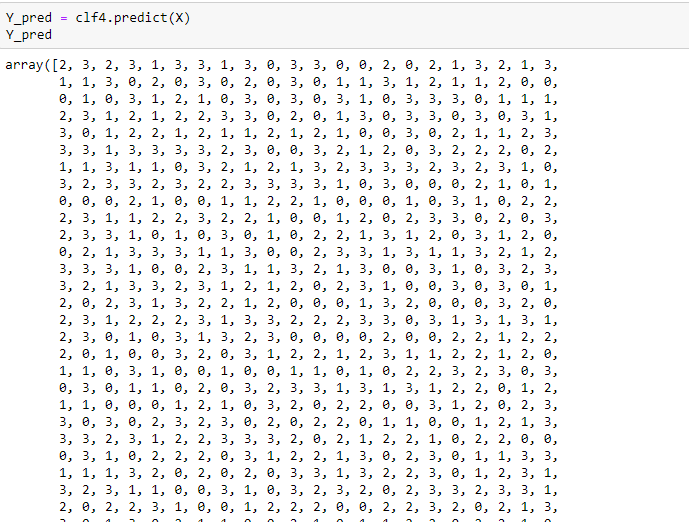 Y_pred = clf4.predict(X)
Y_pred
array([2, 3, 2, 3, 1, 3, 3, 1, 3, 0, 3, 3, 0, 0, 2, 0, 2, 1, 3, 2, 1, 3,
1, 1, 3, 0, 2, 0, 3, 0, 2, 0, 3, 0, 1, 1, 3, 1, 2, 1, 1, 2, 0, 0,
0, 1, 0, 3, 1, 2, 1, 0, 3, 0, 3, 0, 3, 1, 0, 3, 3, 3, 0, 1, 1, 1,
2, 3, 1, 2, 1, 2, 2, 3, 3, 0, 2, 0, 1, 3, 0, 3, 3, 0, 3, 0, 3, 1,
3, 0, 1, 2, 2, 1, 2, 1, 1, 2, 1, 2, 1, 0, 0, 3, 0, 2, 1, 1, 2, 3,
3, 3, 1, 3, 3, 3, 3, 2, 3, 0, 0, 3, 2, 1, 2, 0, 3, 2, 2, 2, 0, 2,
1, 1, 3, 1, 1, 0, 3, 2, 1, 2, 1, 3, 2, 3, 3, 3, 2, 3, 2, 3, 1, 0,
3, 2, 3, 3, 2, 3, 2, 2, 3, 3, 3, 3, 1, 0, 3, 0, 0, 0, 2, 1, 0, 1,
0, 0, 0, 2, 1, 0, 0, 1, 1, 2, 2, 1, 0, 0, 0, 1, 0, 3, 1, 0, 2, 2,
2, 3, 1, 1, 2, 2, 3, 2, 2, 1, 0, 0, 1, 2, 0, 2, 3, 3, 0, 2, 0, 3,
2, 3, 3, 1, 0, 1, 0, 3, 0, 1, 0, 2, 2, 1, 3, 1, 2, 0, 3, 1, 2, 0,
0, 2, 1, 3, 3, 3, 1, 1, 3, 0, 0, 2, 3, 3, 1, 3, 1, 1, 3, 2, 1, 2,
3, 3, 3, 1, 0, 0, 2, 3, 1, 1, 3, 2, 1, 3, 0, 0, 3, 1, 0, 3, 2, 3,
3, 2, 1, 3, 3, 2, 3, 1, 2, 1, 2, 0, 2, 3, 1, 0, 0, 3, 0, 3, 0, 1,
2, 0, 2, 3, 1, 3, 2, 2, 1, 2, 0, 0, 0, 1, 3, 2, 0, 0, 0, 3, 2, 0,
2, 3, 1, 2, 2, 2, 3, 1, 3, 3, 2, 2, 2, 3, 3, 0, 3, 1, 3, 1, 3, 1,
2, 3, 0, 1, 0, 3, 1, 3, 2, 3, 0, 0, 0, 0, 2, 0, 0, 2, 2, 1, 2, 2,
2, 0, 1, 0, 0, 3, 2, 0, 3, 1, 2, 2, 1, 2, 3, 1, 1, 2, 2, 1, 2, 0,
1, 1, 0, 3, 1, 0, 0, 1, 0, 0, 1, 1, 0, 1, 0, 2, 2, 3, 2, 3, 0, 3,
0, 3, 0, 1, 1, 0, 2, 0, 3, 2, 3, 3, 1, 3, 1, 3, 1, 2, 2, 0, 1, 2,
1, 1, 0, 0, 0, 1, 2, 1, 0, 3, 2, 0, 2, 2, 0, 0, 3, 1, 2, 0, 2, 3,
3, 0, 3, 0, 2, 3, 2, 3, 0, 2, 0, 2, 2, 0, 1, 1, 0, 0, 1, 2, 1, 3,
3, 3, 2, 3, 1, 2, 2, 3, 3, 3, 2, 0, 2, 1, 2, 2, 1, 0, 2, 2, 0, 0,
0, 3, 1, 0, 2, 2, 2, 0, 3, 1, 2, 2, 1, 3, 0, 2, 3, 0, 1, 1, 3, 3,
1, 1, 1, 3, 2, 0, 2, 0, 2, 0, 3, 3, 1, 3, 2, 2, 3, 0, 1, 2, 3, 1,
3, 2, 3, 1, 1, 0, 0, 3, 1, 0, 3, 2, 3, 2, 0, 2, 3, 3, 2, 3, 3, 1,
2, 0, 2, 2, 3, 1, 0, 0, 1, 2, 2, 2, 0, 0, 2, 2, 3, 2, 0, 2, 1, 3,